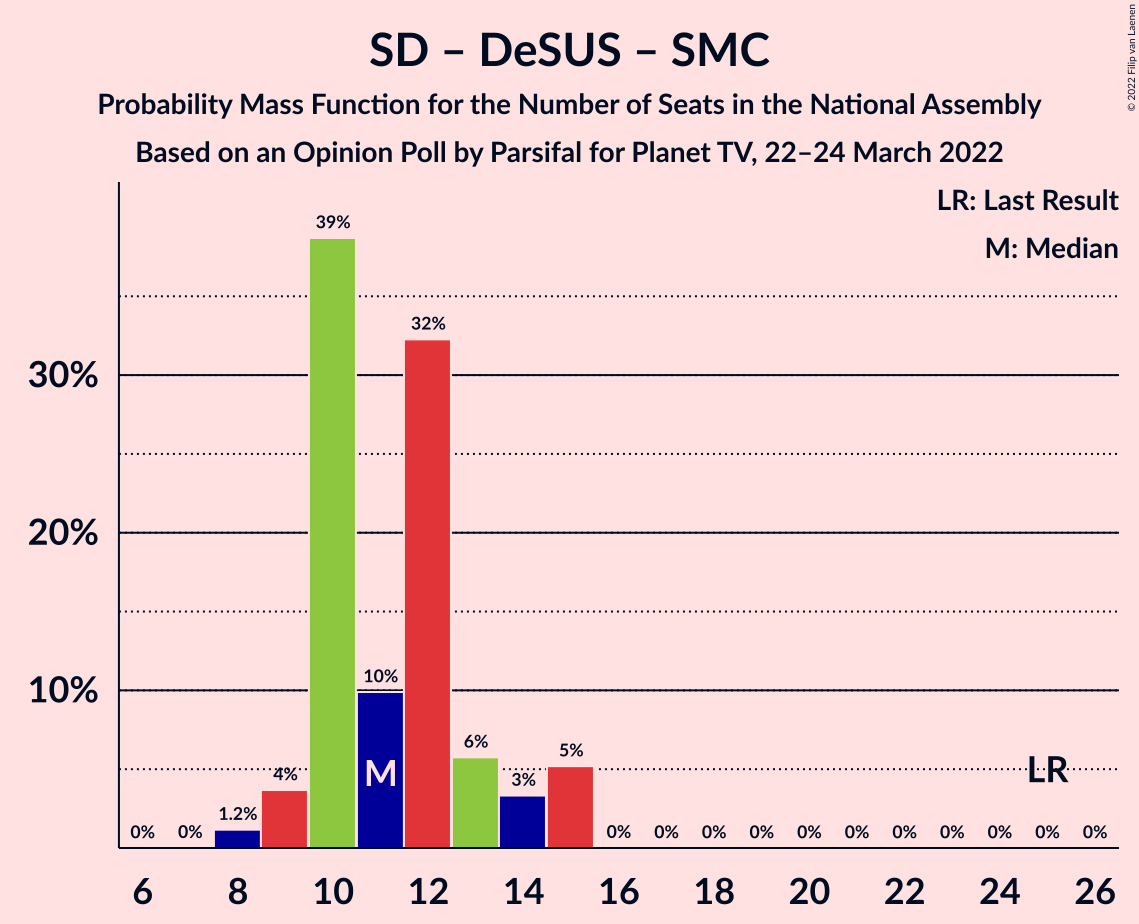 SD – DeSUS – SMC
Probability Mass Function for the Number of Seats in the National Assembly
Based on an Opinion Poll by Parsifal for Planet TV, 22–24 March 2022
© 2022 Filip van Laenen
LR: Last Result
M: Median
30%
20%
10%
0% 0% 1.2% 4% 39% 10% 32% 6% 3% 5% 0% 0% 0% 0% 0% 0% 0% 0% 0% 0% 0%
M
LR
6 8 10 12 14 16 18 20 22 24 26